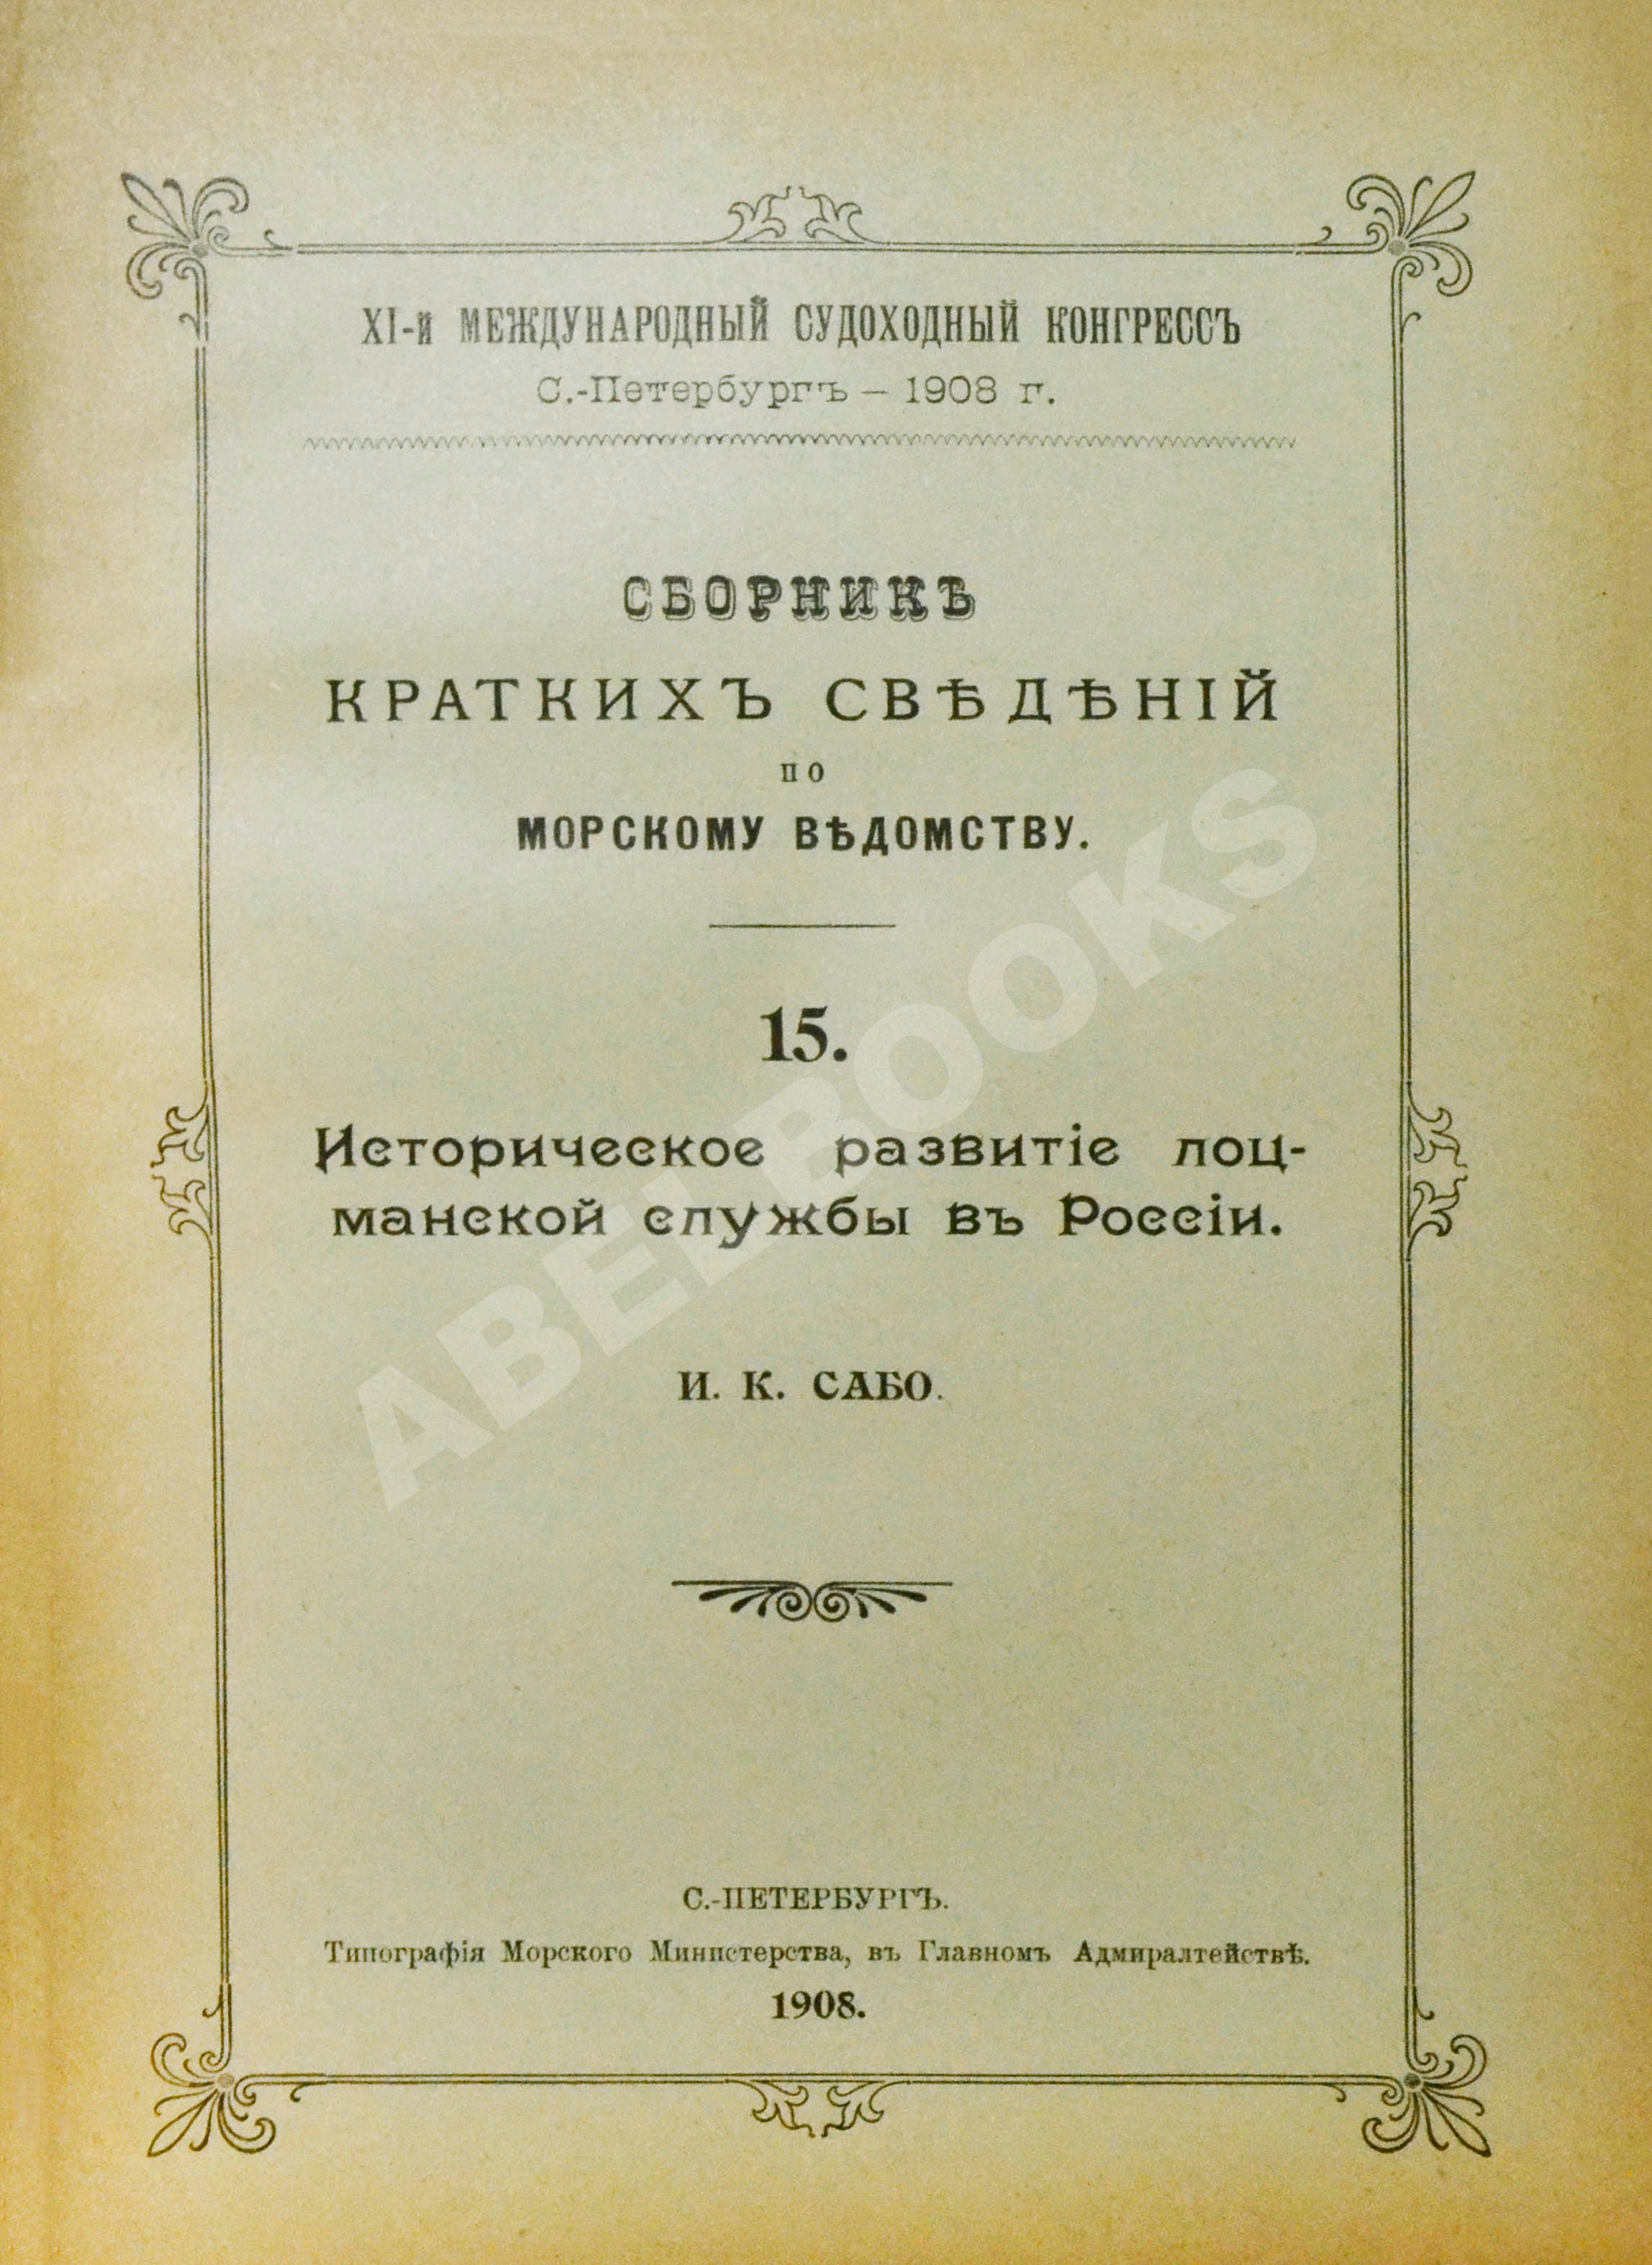 XI-й МЕЖДУНАРОДНЫЙ СУДОХОДНЫЙ КОНГРЕССЪ
С.-Петербургъ – 1908 г.
СБОРНИКЪ
КРАТКИХЪ СВѢДѢНІЙ
ПО
МОРСКОМУ ВѢДОМСТВУ.
15.
Историческое развитіе лоц-
манской службы въ Россіи.
И. К. САБО.
С.-ПЕТЕРБУРГЪ.
Типографія Морского Министерства, въ Главномъ Адмиралтействѣ.
1908.
ABELBOOKS